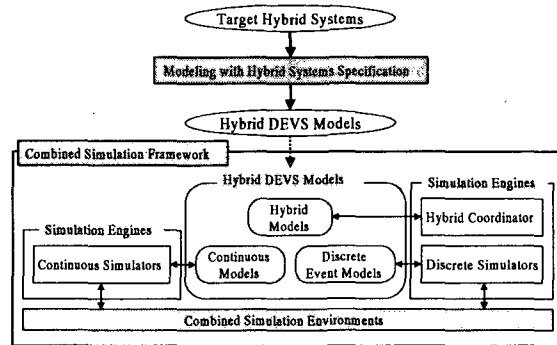 Target Hybrid Systems
Modeling with Hybrid Systems Specification
Hybrid DEVS Models
Combined Simulation Framework
Hybrid DEVS Models
Simulation Engines
Hybrid
Models
Hybrid Coordinator
Simulation Engines
Continuous Simulators
Continuous
Models
Discrete
Event Models
Discrete Simulators
Combined Simulation Environments